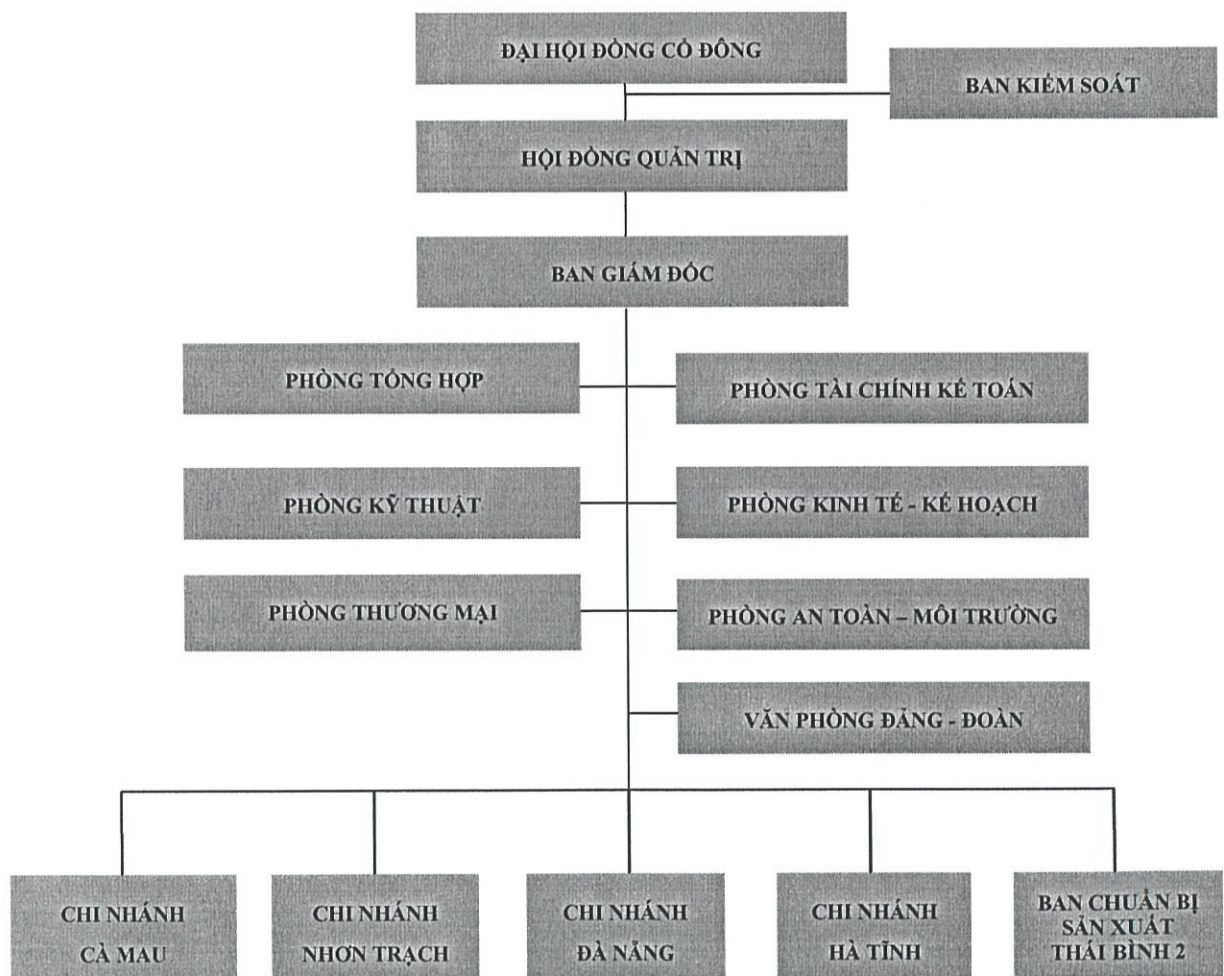 ĐẠI HỘI ĐỒNG CỔ ĐÔNG
BAN KIỂM SOÁT
HỘI ĐỒNG QUẢN TRỊ
BAN GIÁM ĐỐC
PHÒNG TỔNG HỢP
PHÒNG TÀI CHÍNH KẾ TOÁN
PHÒNG KỸ THUẬT
PHÒNG KINH TẾ - KẾ HOẠCH
PHÒNG THƯƠNG MẠI
PHÒNG AN TOÀN – MÔI TRƯỜNG
VĂN PHÒNG ĐẢNG - ĐOÀN
CHI NHÁNH
CÀ MAU
CHI NHÁNH
NHƠN TRẠCH
CHI NHÁNH
ĐÀ NẴNG
CHI NHÁNH
HÀ TĨNH
BAN CHUẨN BỊ
SẢN XUẤT
THÁI BÌNH 2